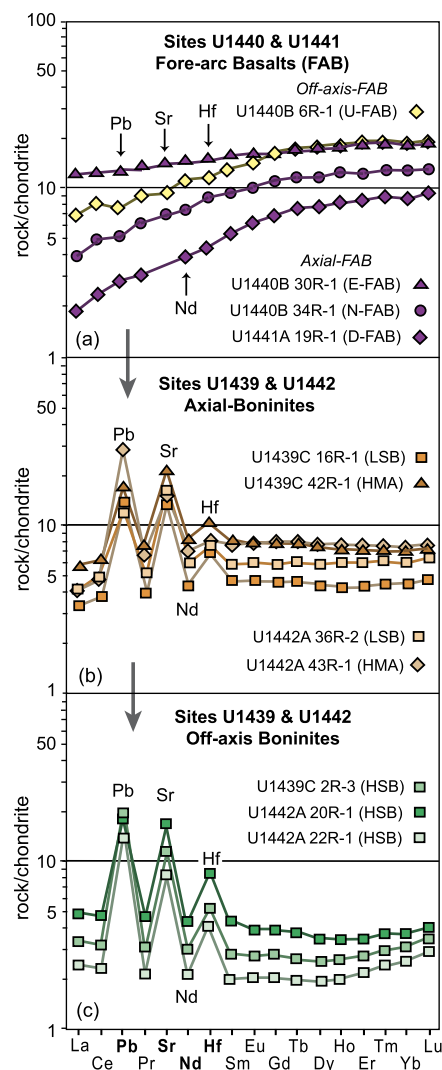 100
Sites U1440 & U1441
Fore-arc Basalts (FAB)
50
Off-axis-FAB
U1440B 6R-1 (U-FAB)
Pb
Sr
Hf
rock/chondrite
10
5
Axial-FAB
U1440B 30R-1 (E-FAB)
U1440B 34R-1 (N-FAB)
U1441A 19R-1 (D-FAB)
Nd
(a)
1
Sites U1439 & U1442
Axial-Boninites
50
Pb
Sr
U1439C 16R-1 (LSB)
U1439C 42R-1 (HMA)
Hf
rock/chondrite
10
5
Nd
U1442A 36R-2 (LSB)
U1442A 43R-1 (HMA)
(b)
1
Sites U1439 & U1442
Off-axis Boninites
50
Pb
Sr
U1439C 2R-3 (HSB)
U1442A 20R-1 (HSB)
U1442A 22R-1 (HSB)
Hf
rock/chondrite
10
5
Nd
(c)
1
La Pb Sr Hf Eu Tb Ho Tm Lu
Ce Pr Nd Sm Gd Dy Er Yb